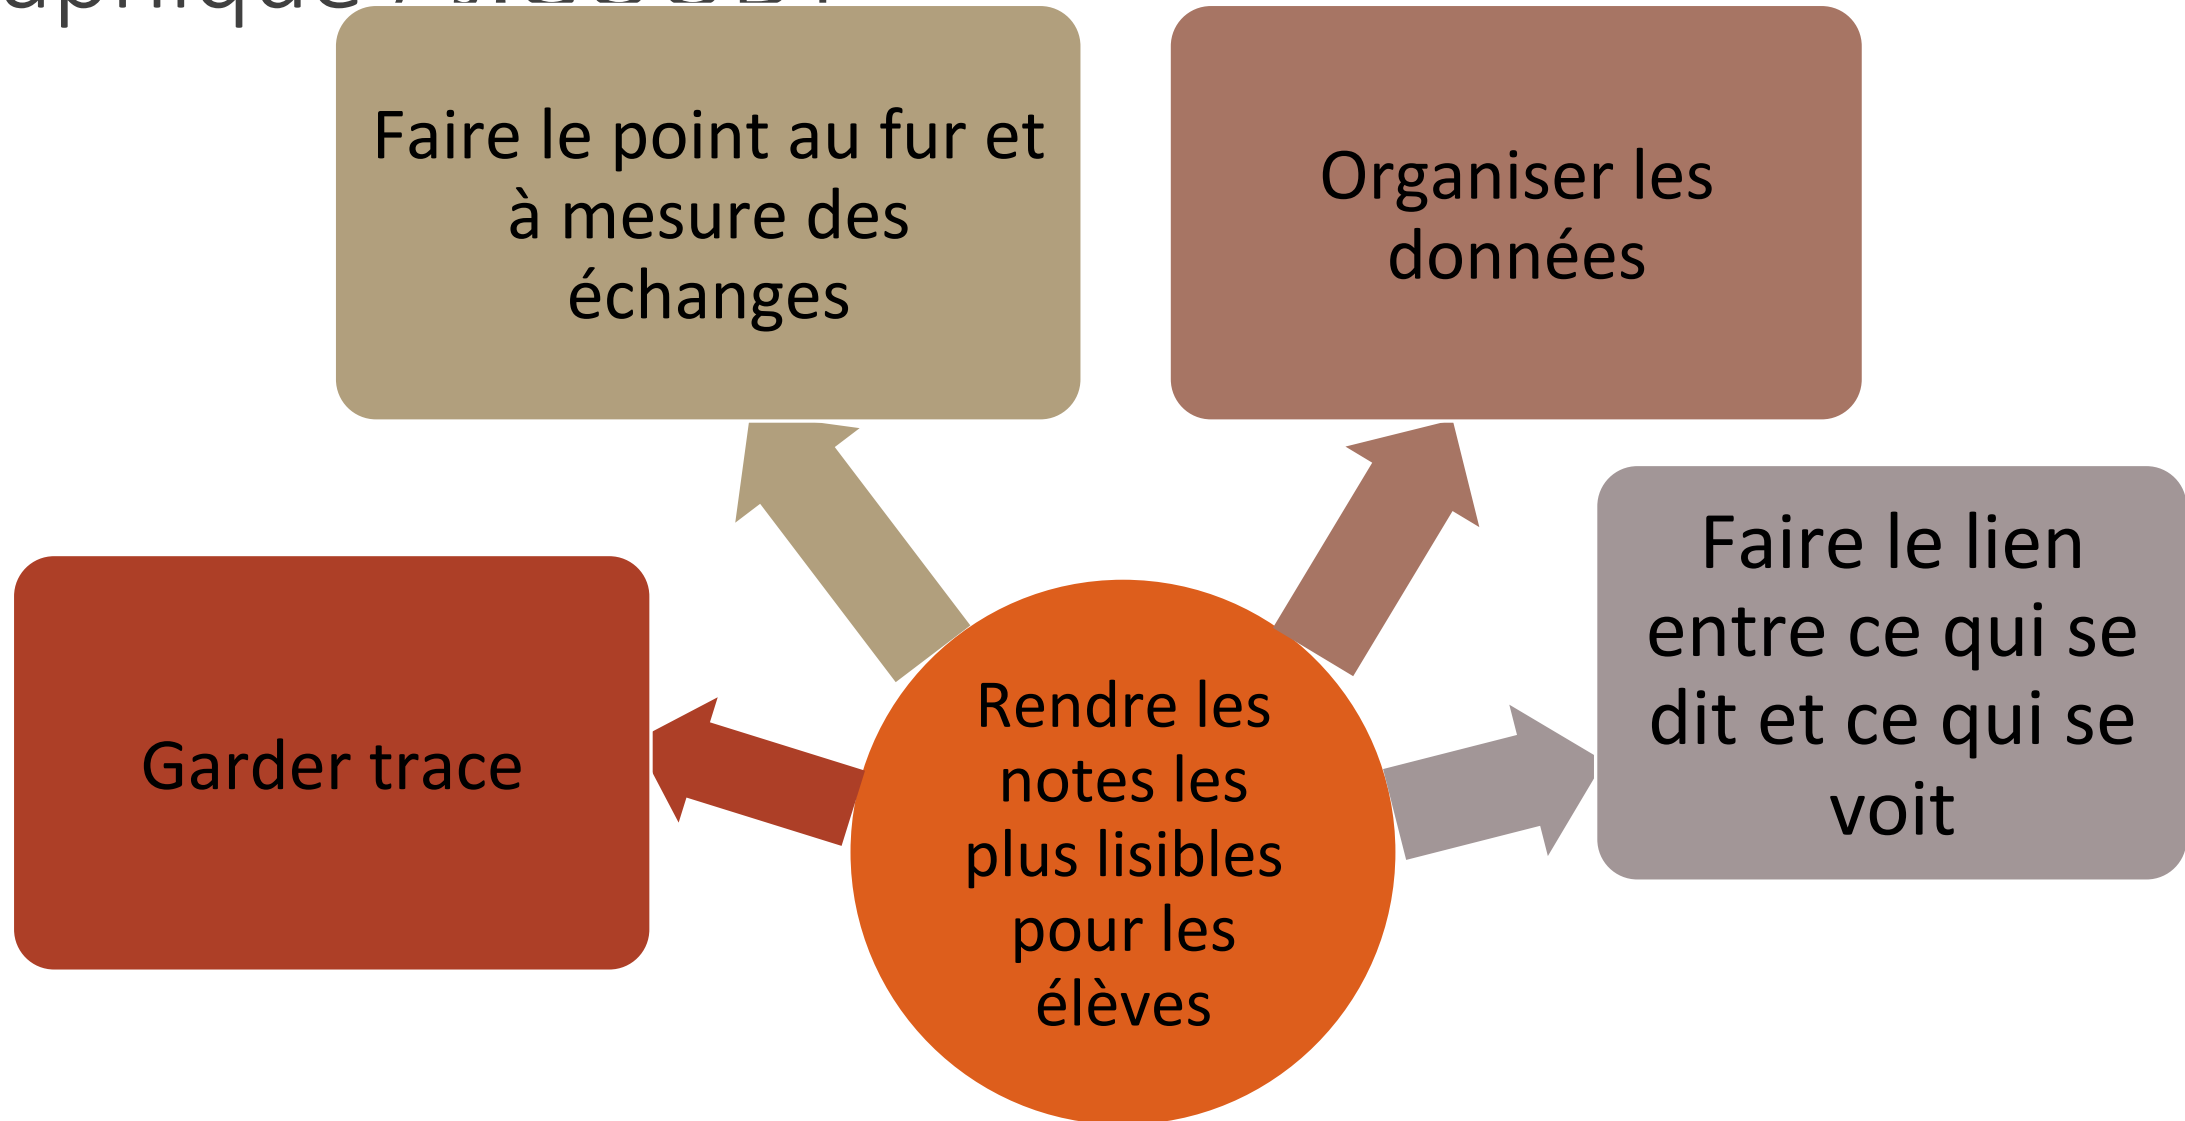 Faire le point au fur et
à mesure des
échanges
Organiser les
données
Faire le lien
entre ce qui se
dit et ce qui se
voit
Garder trace
Rendre les
notes les
plus lisibles
pour les
élèves